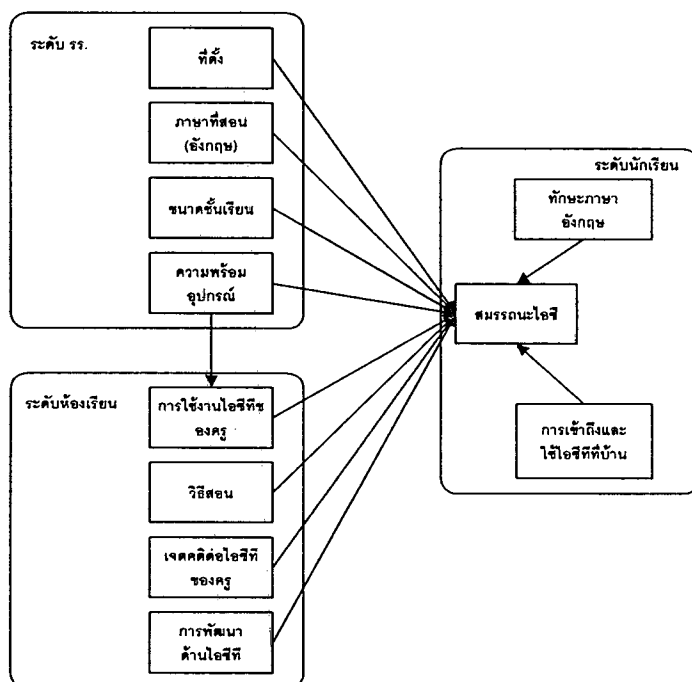 ระดับ รร.
ที่ตั้ง
ภาษาที่สอน
(อังกฤษ)
ขนาดชั้นเรียน
ความพร้อม
อุปกรณ์
ระดับห้องเรียน
การใช้งานไอซีทีข
องครู
วิธีสอน
เจตคติต่อไอซีที
ของครู
การพัฒนา
ด้านไอซีที
ระดับนักเรียน
ทักษะภาษา
อังกฤษ
สมรรถนะไอซี
การเข้าถึงและ
ใช้ไอซีทีที่บ้าน